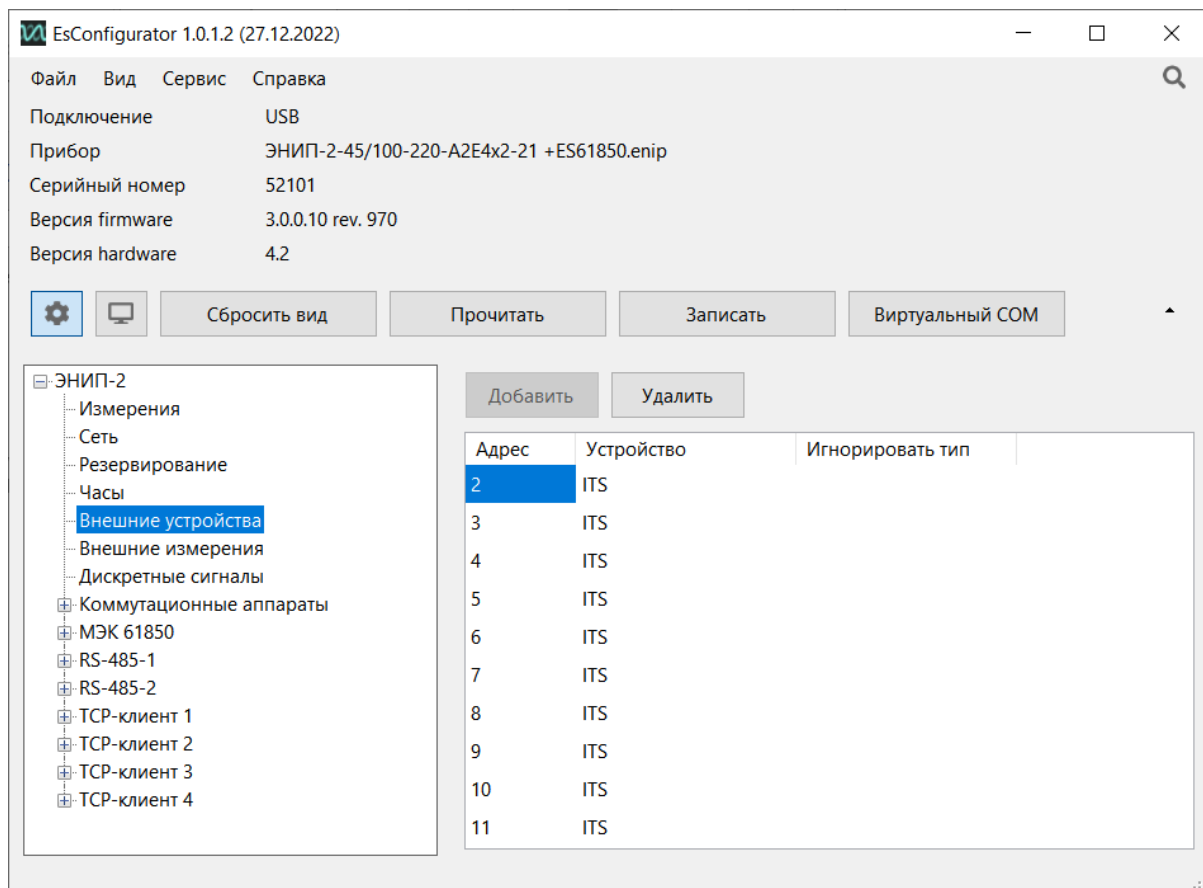 EsConfigurator 1.0.1.2 (27.12.2022)
Файл Вид Сервис Справка
Подключение USB
Прибор ЭНИП-2-45/100-220-A2E4x2-21 +ES61850.enip
Серийный номер 52101
Версия firmware 3.0.0.10 rev. 970
Версия hardware 4.2
Сбросить вид Прочитать Записать Виртуальный COM
ЭНИП-2
Измерения
Сеть
Резервирование
Часы
Внешние устройства
Внешние измерения
Дискретные сигналы
Коммутационные аппараты
МЭК 61850
RS-485-1
RS-485-2
TCP-клиент 1
TCP-клиент 2
TCP-клиент 3
TCP-клиент 4
Добавить Удалить
Адрес Устройство Игнорировать тип
2 ITS
3 ITS
4 ITS
5 ITS
6 ITS
7 ITS
8 ITS
9 ITS
10 ITS
11 ITS